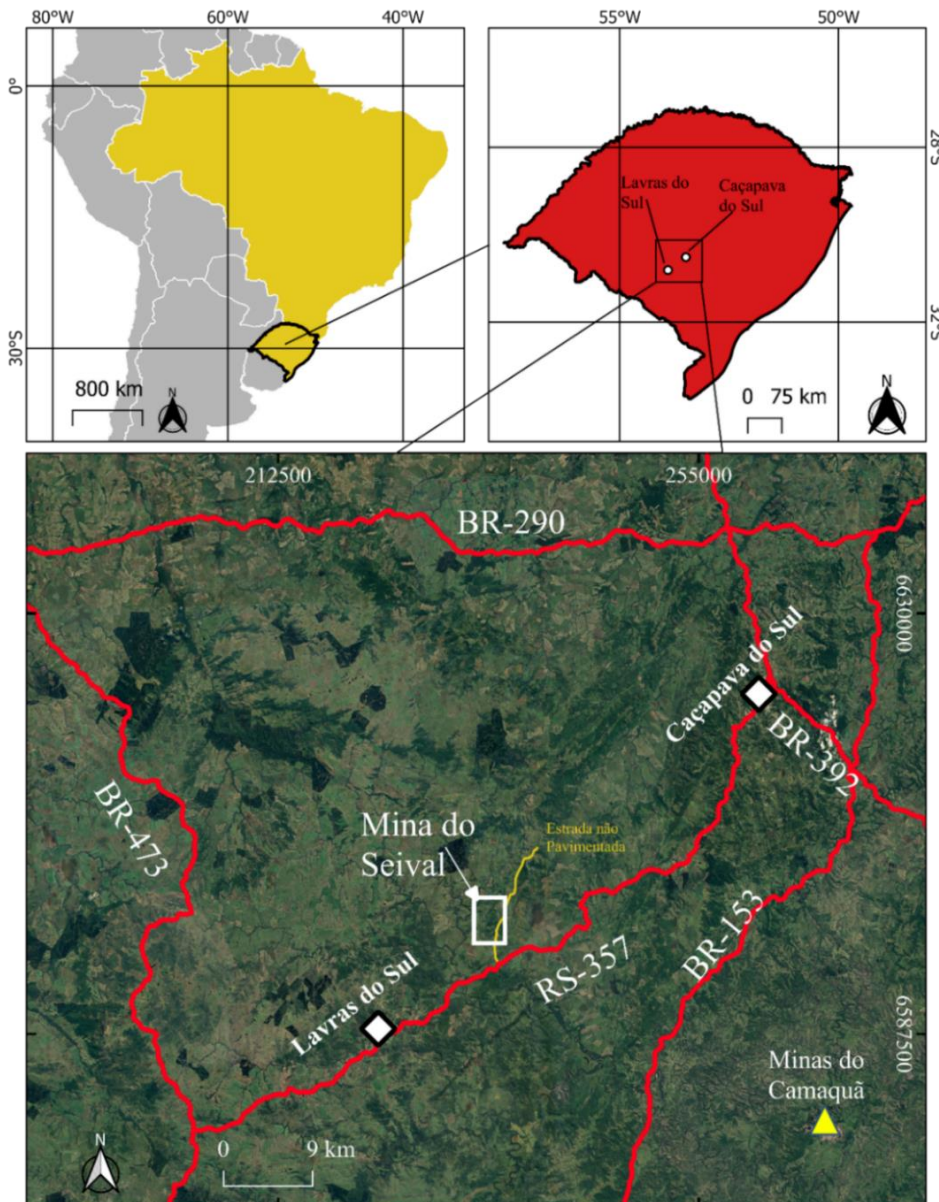 80°W 60°W 40°W
0°
30°S
800 km
N
55°W 50°W
28°S
32°S
Lavras do
Sul
Caçapava
do Sul
0 75 km
N
212500 255000
BR-290
6630000
Caçapava do Sul
BR-392
BR-473
Mina do
Seival
Estrada não
Pavimentada
BR-153
RS-357
Lavras do Sul
6587500
Minas do
Camaquã
N
0 9 km